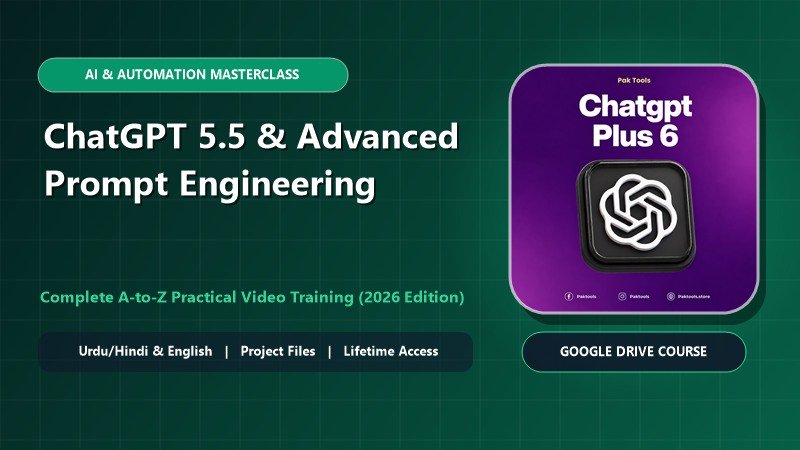 AI & AUTOMATION MASTERCLASS
ChatGPT 5.5 & Advanced
Prompt Engineering
Complete A-to-Z Practical Video Training (2026 Edition)
Urdu/Hindi & English | Project Files | Lifetime Access
Pak Tools
Chatgpt
Plus 6
Paktools Paktools Paktools.store
GOOGLE DRIVE COURSE